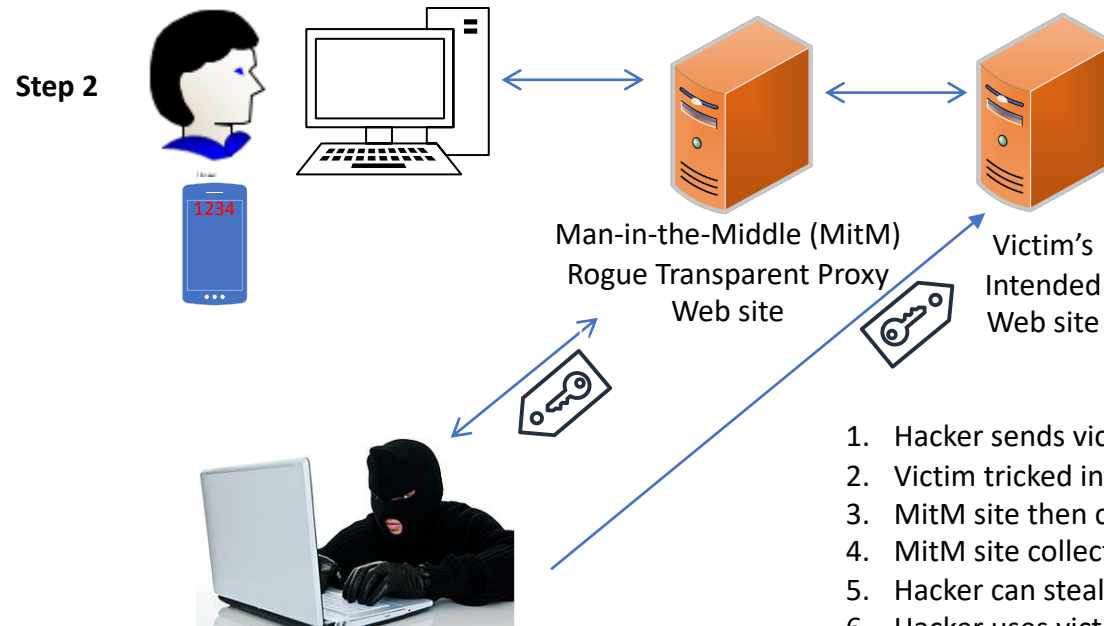 Step 2
1234
Man-in-the-Middle (MitM)
Rogue Transparent Proxy
Web site
Victim's
Intended
Web site
1. Hacker sends vic
2. Victim tricked in
3. MitM site then
4. MitM site collect
5. Hacker can steal